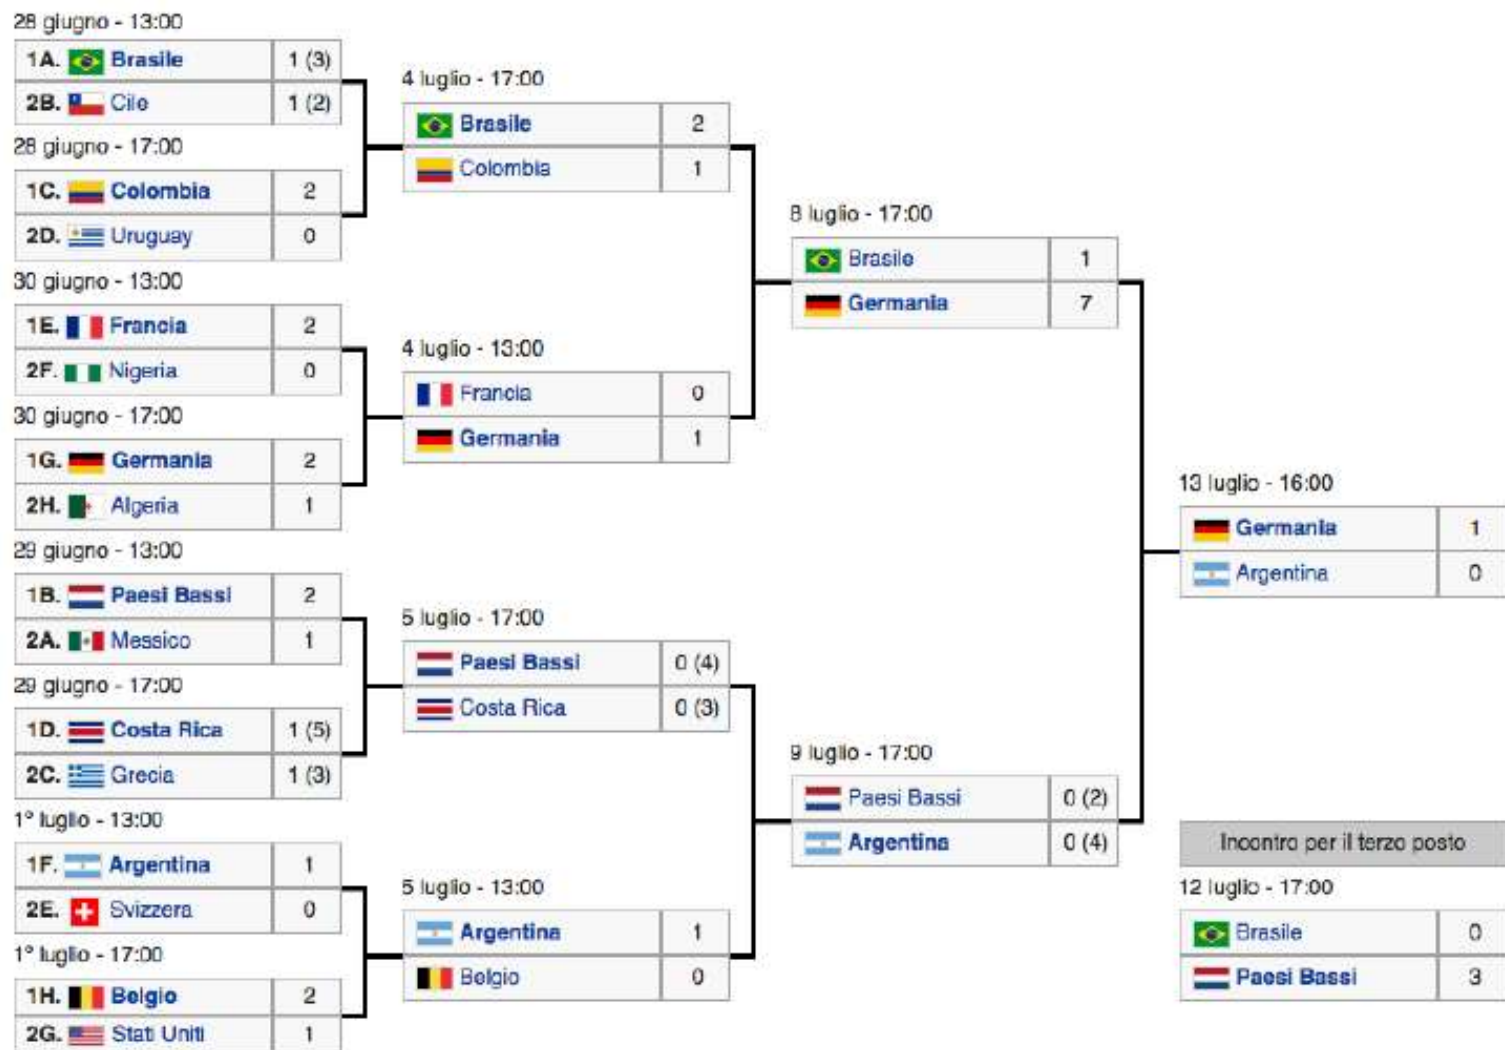 28 giugno - 13:00
1A. Brasile 1 (3)
2B. Cile 1 (2)
28 giugno - 17:00
1C. Colombia 2
2D. Uruguay 0
30 giugno - 13:00
1E. Francia 2
2F. Nigeria 0
30 giugno - 17:00
1G. Germania 2
2H. Algeria 1
29 giugno - 13:00
1B. Paesi Bassi 2
2A. Messico 1
29 giugno - 17:00
1D. Costa Rica 1 (5)
2C. Grecia 1 (3)
1° luglio - 13:00
1F. Argentina 1
2E. Svizzera 0
1° luglio - 17:00
1H. Belgio 2
2G. Stati Uniti 1
4 luglio - 17:00
Brasile 2
Colombia 1
4 luglio - 13:00
Francia 0
Germania 1
5 luglio - 17:00
Paesi Bassi 0 (4)
Costa Rica 0 (3)
5 luglio - 13:00
Argentina 1
Belgio 0
8 luglio - 17:00
Brasile 1
Germania 7
9 luglio - 17:00
Paesi Bassi 0 (2)
Argentina 0 (4)
13 luglio - 16:00
Germania 1
Argentina 0
Incontro per il terzo posto
12 luglio - 17:00
Brasile 0
Paesi Bassi 3